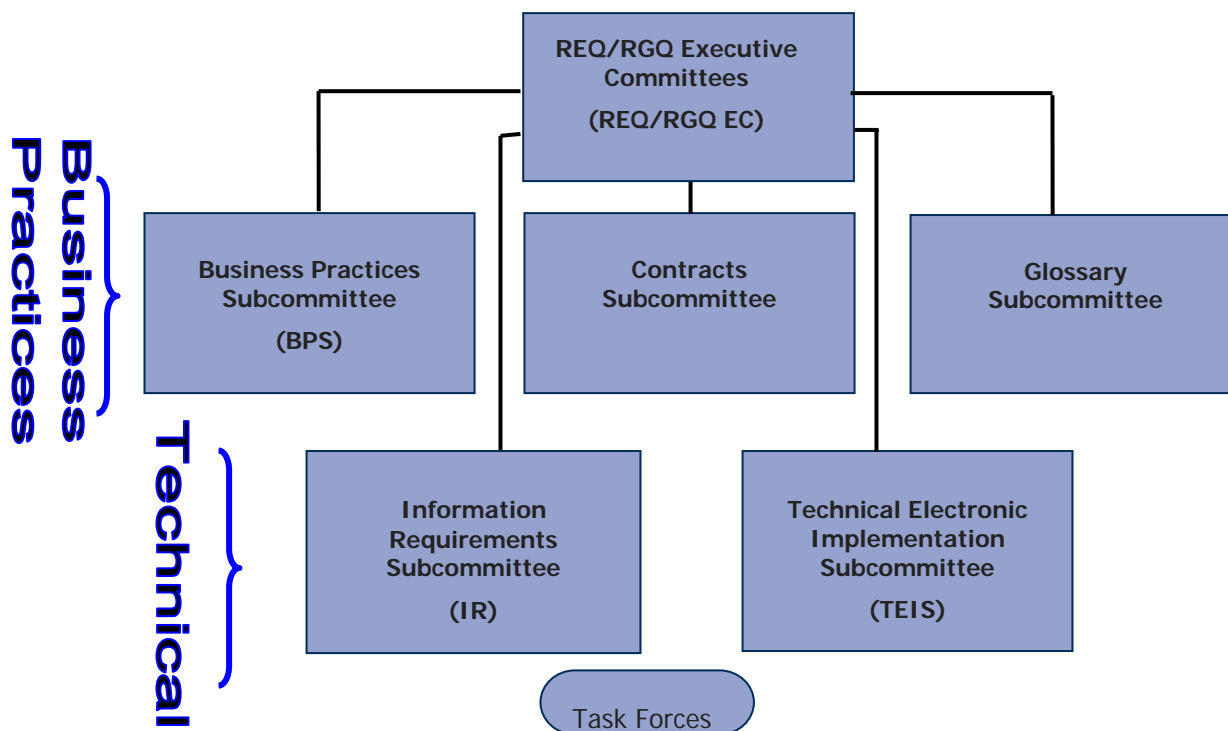 REQ/RGQ Executive
Committees
(REQ/RGQ EC)
Business
Practices
Business Practices
Subcommittee
(BPS)
Contracts
Subcommittee
Glossary
Subcommittee
Technical
Information
Requirements
Subcommittee
(IR)
Technical Electronic
Implementation
Subcommittee
(TEIS)
Task Forces